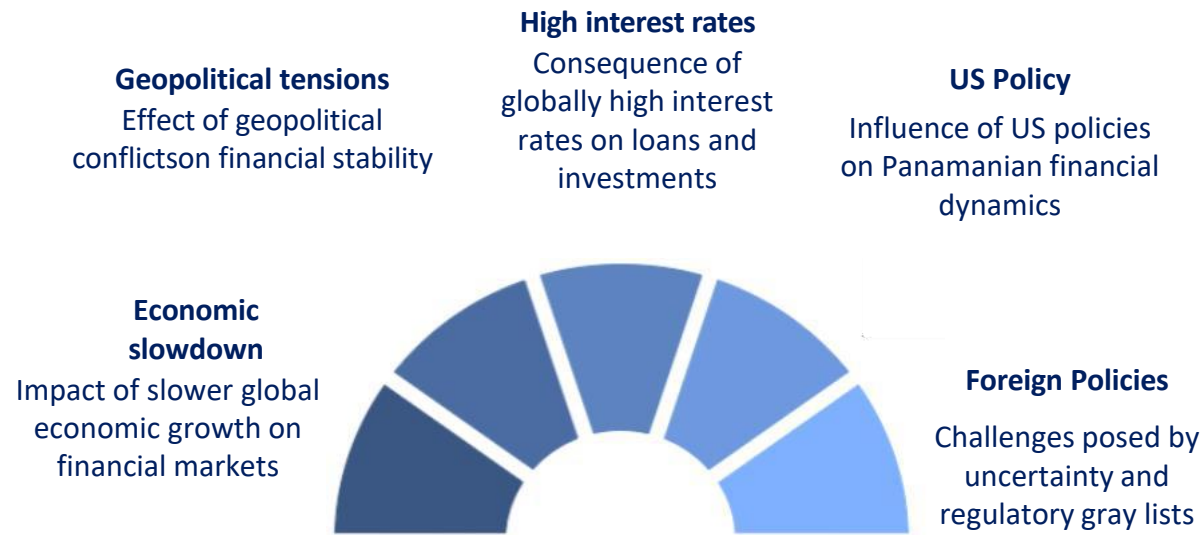 High interest rates
Consequence of
globally high interest
rates on loans and
investments
Geopolitical tensions
Effect of geopolitical
conflictson financial stability
US Policy
Influence of US policies
on Panamanian financial
dynamics
Economic
slowdown
Impact of slower global
economic growth on
financial markets
Foreign Policies
Challenges posed by
uncertainty and
regulatory gray lists